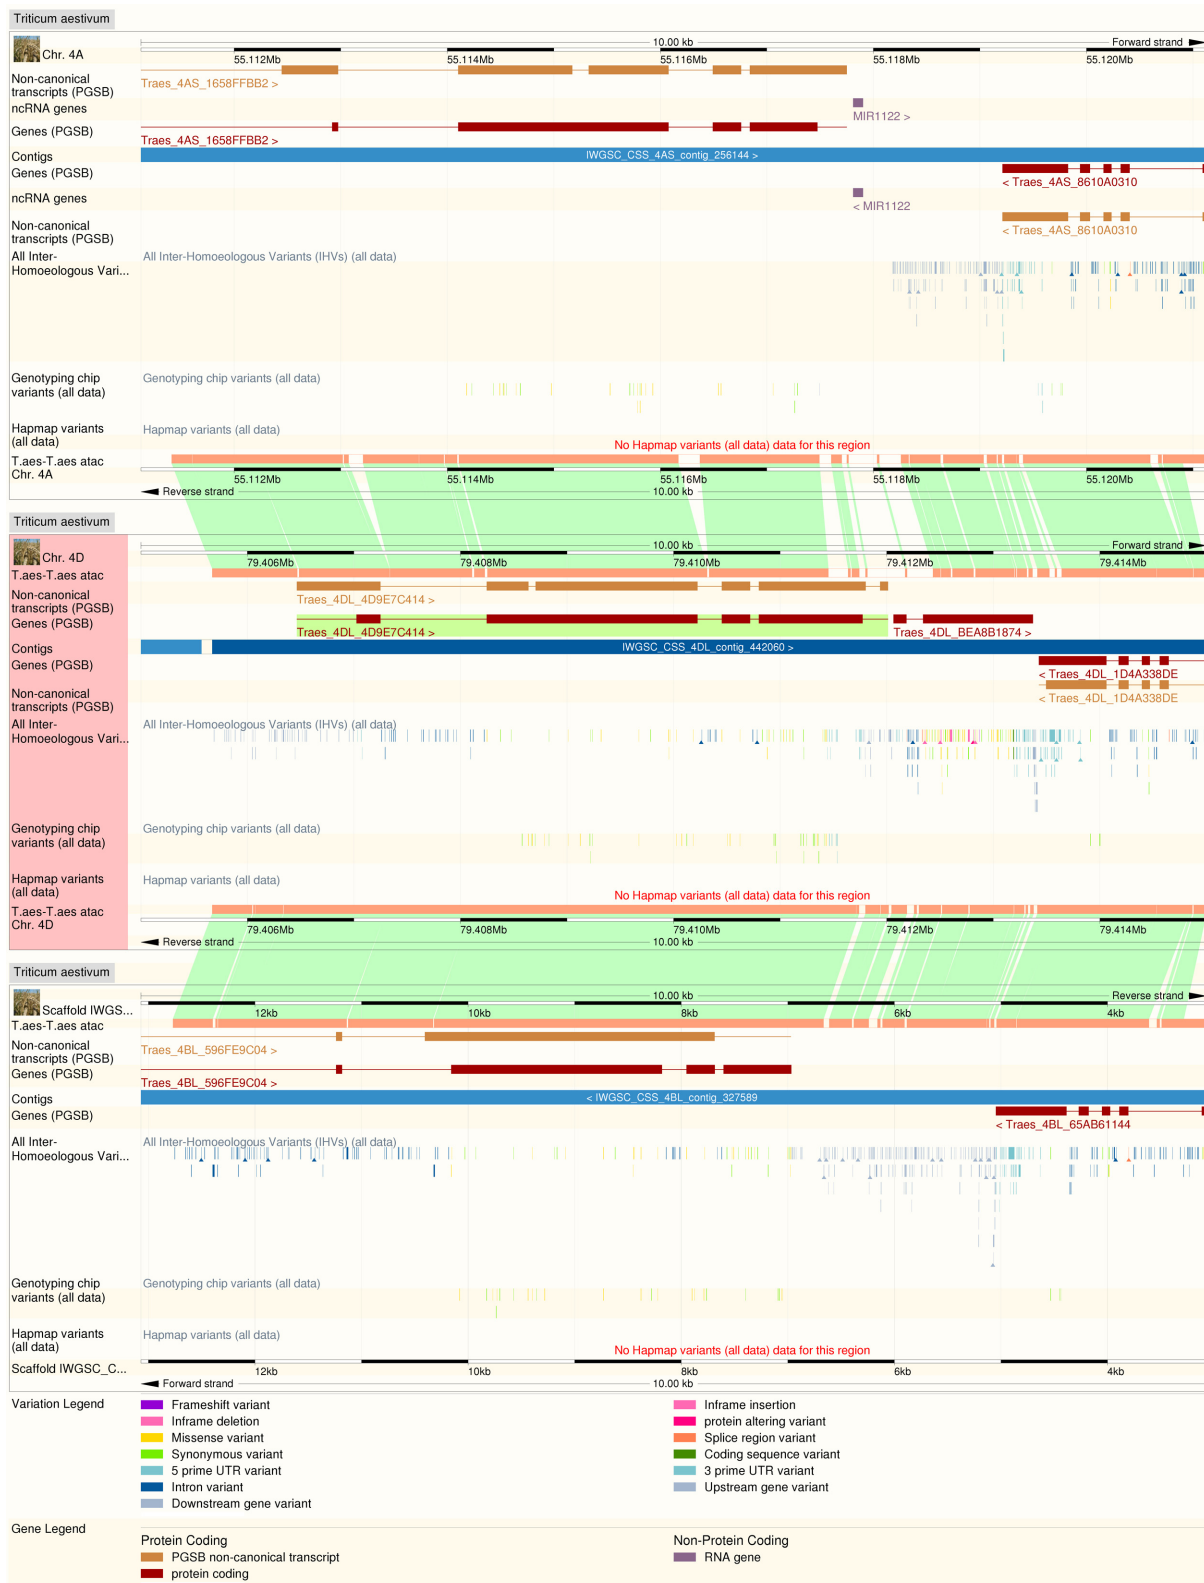 Triticum aestivum
10.00 kb
Forward strand
Chr. 4A
55.112Mb 55.114Mb 55.116Mb 55.118Mb 55.120Mb
Non-canonical
transcripts (PGSB)
Traes_4AS_1658FFBB2 >
ncRNA genes
MIR1122 >
Genes (PGSB)
Traes_4AS_1658FFBB2 >
Contigs
IWGSC_CSS_4AS_contig_256144 >
Genes (PGSB)
< Traes_4AS_8610A0310
ncRNA genes
< MIR1122
Non-canonical
transcripts (PGSB)
< Traes_4AS_8610A0310
All Inter-
Homoeologous Vari...
All Inter-Homoeologous Variants (IHVs) (all data)
Genotyping chip
variants (all data)
Genotyping chip variants (all data)
Hapmap variants
(all data)
Hapmap variants (all data)
No Hapmap variants (all data) data for this region
T.aes-T.aes atac
Chr. 4A
55.112Mb 55.114Mb 55.116Mb 55.118Mb 55.120Mb
Reverse strand
10.00 kb
Triticum aestivum
10.00 kb
Forward strand
Chr. 4D
79.406Mb 79.408Mb 79.410Mb 79.412Mb 79.414Mb
T.aes-T.aes atac
Non-canonical
transcripts (PGSB)
Traes_4DL_4D9E7C414 >
Genes (PGSB)
Traes_4DL_4D9E7C414 > Traes_4DL_BEA8B1874 >
Contigs
IWGSC_CSS_4DL_contig_442060 >
Genes (PGSB)
< Traes_4DL_1D4A338DE
Non-canonical
transcripts (PGSB)
< Traes_4DL_1D4A338DE
All Inter-
Homoeologous Vari...
All Inter-Homoeologous Variants (IHVs) (all data)
Genotyping chip
variants (all data)
Genotyping chip variants (all data)
Hapmap variants
(all data)
Hapmap variants (all data)
No Hapmap variants (all data) data for this region
T.aes-T.aes atac
Chr. 4D
79.406Mb 79.408Mb 79.410Mb 79.412Mb 79.414Mb
Reverse strand
10.00 kb
Triticum aestivum
10.00 kb
Reverse strand
Scaffold IWGS...
12kb 10kb 8kb 6kb 4kb
T.aes-T.aes atac
Non-canonical
transcripts (PGSB)
Traes_4BL_596FE9C04 >
Genes (PGSB)
Traes_4BL_596FE9C04 >
Contigs
< IWGSC_CSS_4BL_contig_327589
Genes (PGSB)
< Traes_4BL_65AB61144
All Inter-
Homoeologous Vari...
All Inter-Homoeologous Variants (IHVs) (all data)
Genotyping chip
variants (all data)
Genotyping chip variants (all data)
Hapmap variants
(all data)
Hapmap variants (all data)
No Hapmap variants (all data) data for this region
Scaffold IWGSC_C...
12kb 10kb 8kb 6kb 4kb
Forward strand
10.00 kb
Variation Legend
Frameshift variant
Inframe insertion
Inframe deletion
protein altering variant
Missense variant
Splice region variant
Synonymous variant
Coding sequence variant
5 prime UTR variant
3 prime UTR variant
Intron variant
Upstream gene variant
Downstream gene variant
Gene Legend
Protein Coding
Non-Protein Coding
PGSB non-canonical transcript
RNA gene
protein coding